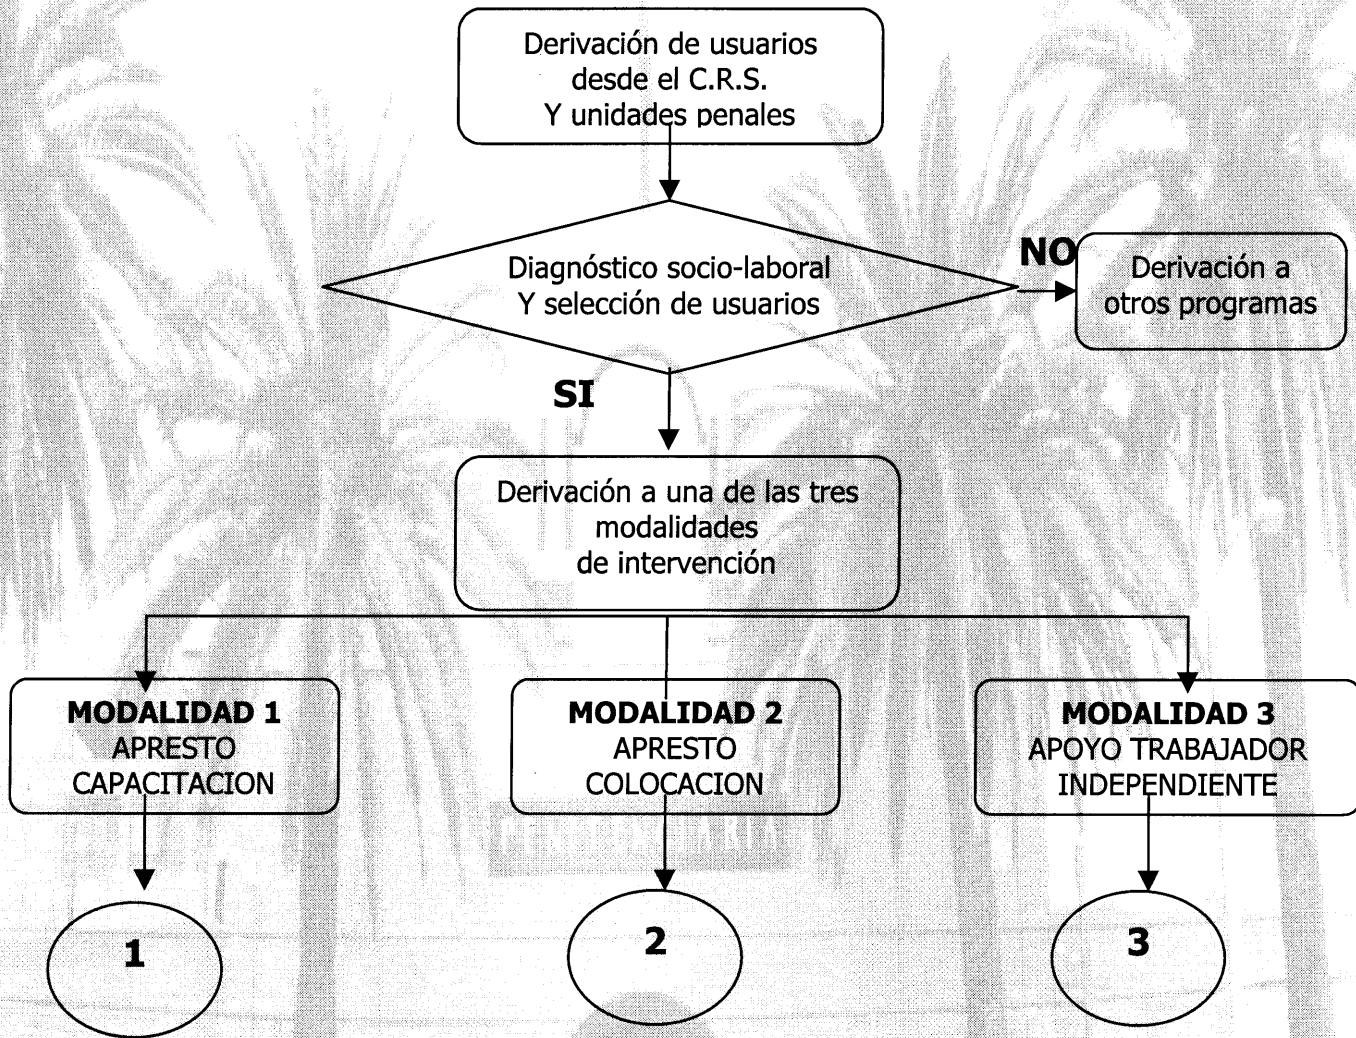 Derivación de usuarios
desde el C.R.S.
Y unidades penales
Diagnóstico socio-laboral
Y selección de usuarios
NO
Derivación a
otros programas
SI
Derivación a una de las tres
modalidades
de intervención
MODALIDAD 1
APRESTO
CAPACITACION
MODALIDAD 2
APRESTO
COLOCACION
MODALIDAD 3
APOYO TRABAJADOR
INDEPENDIENTE
PENITENCIARIA
1
2
3